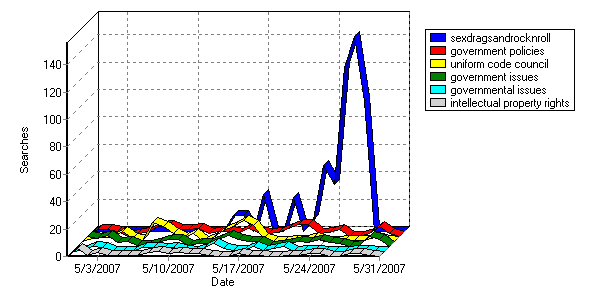 sexdragsandrocknroll
government policies
uniform code council
government issues
governmental issues
intellectual property rights
Searches
140
120
100
80
60
40
20
0
5/3/2007 5/10/2007 5/17/2007 5/24/2007 5/31/2007
Date